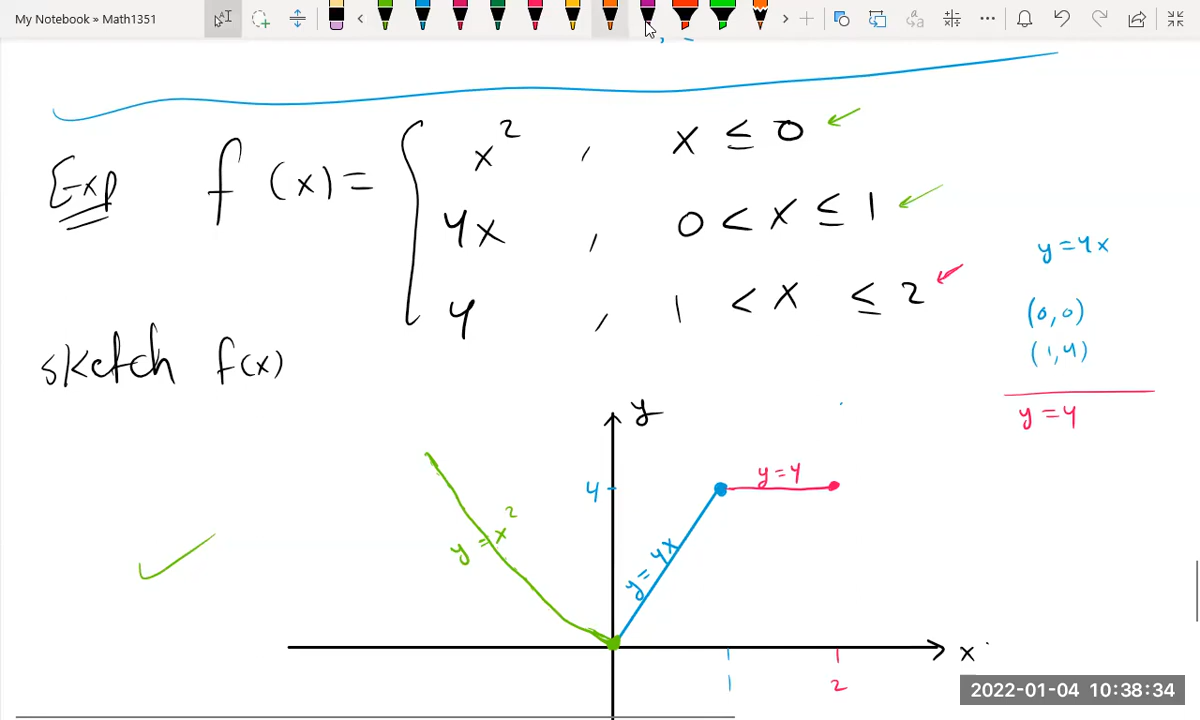 My Notebook » Math1351
Exp f(x) = { x², x ≤ 0
4x, 0 < x ≤ 1
4, 1 < x ≤ 2
sketch f(x)
y = 4x
(0, 0)
(1, 4)
y = 4
y
4
y = x²
y = 4x
y = 4
x
1
2
2022-01-04 10:38:34